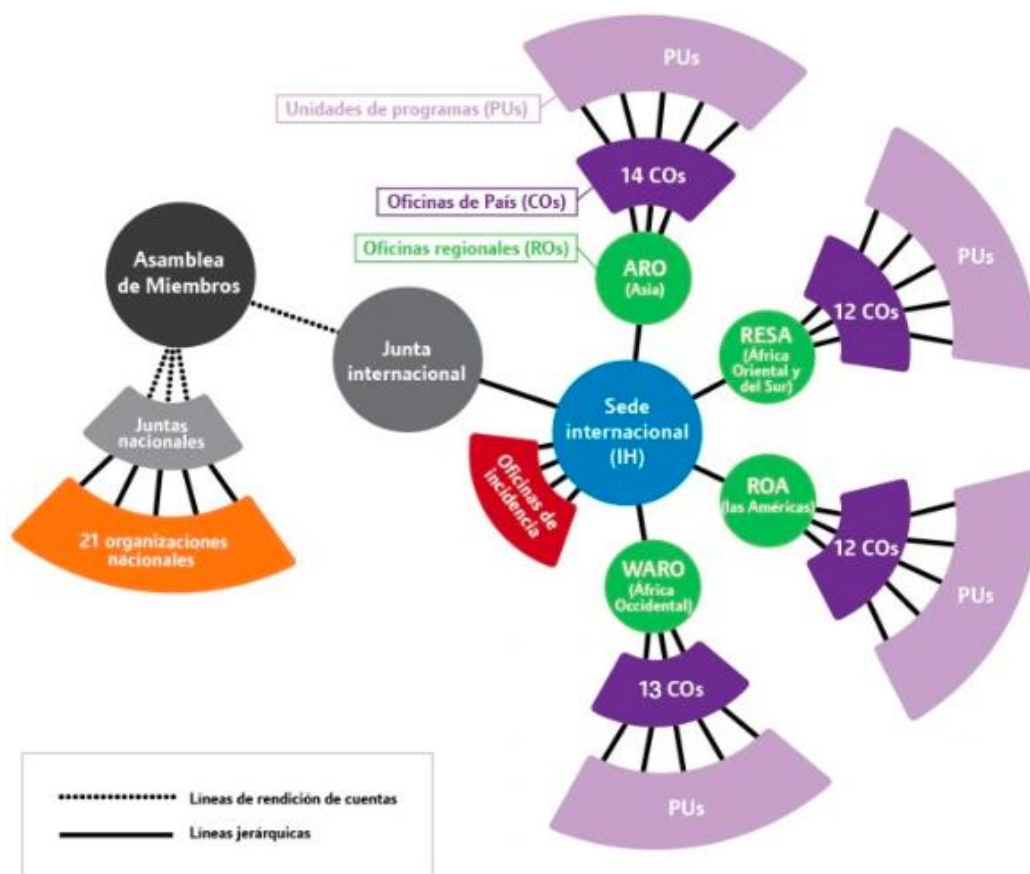 PUs
Unidades de programas (PUs)
14 COs
Oficinas de País (COs)
Oficinas regionales (ROs)
ARO
(Asia)
Asamblea
de Miembros
Junta
internacional
PUs
12 COs
RESA
(África
Oriental y
del Sur)
Sede
internacional
(IH)
Juntas
nacionales
21 organizaciones
nacionales
Oficinas de
incidencia
ROA
(las Américas)
12 COs
PUs
WARO
(África
Occidental)
13 COs
PUs
Líneas de rendición de cuentas
Líneas jerárquicas